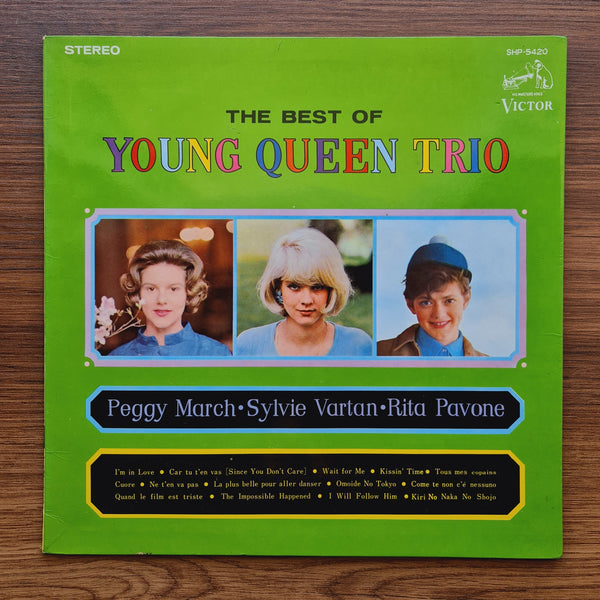 STEREO
SHP-5420
HIS MASTER'S VOICE
VICTOR
THE BEST OF
YOUNG QUEEN TRIO
Peggy March•Sylvie Vartan•Rita Pavone
I'm in Love • Car tu t'en vas [Since You Don't Care] • Wait for Me • Kissin' Time • Tous mes copains
Cuore • Ne t'en va pas • La plus belle pour aller danser • Omoide No Tokyo • Come te non c'è nessuno
Quand le film est triste • The Impossible Happened • I Will Follow Him • Kiri No Naka No Shojo